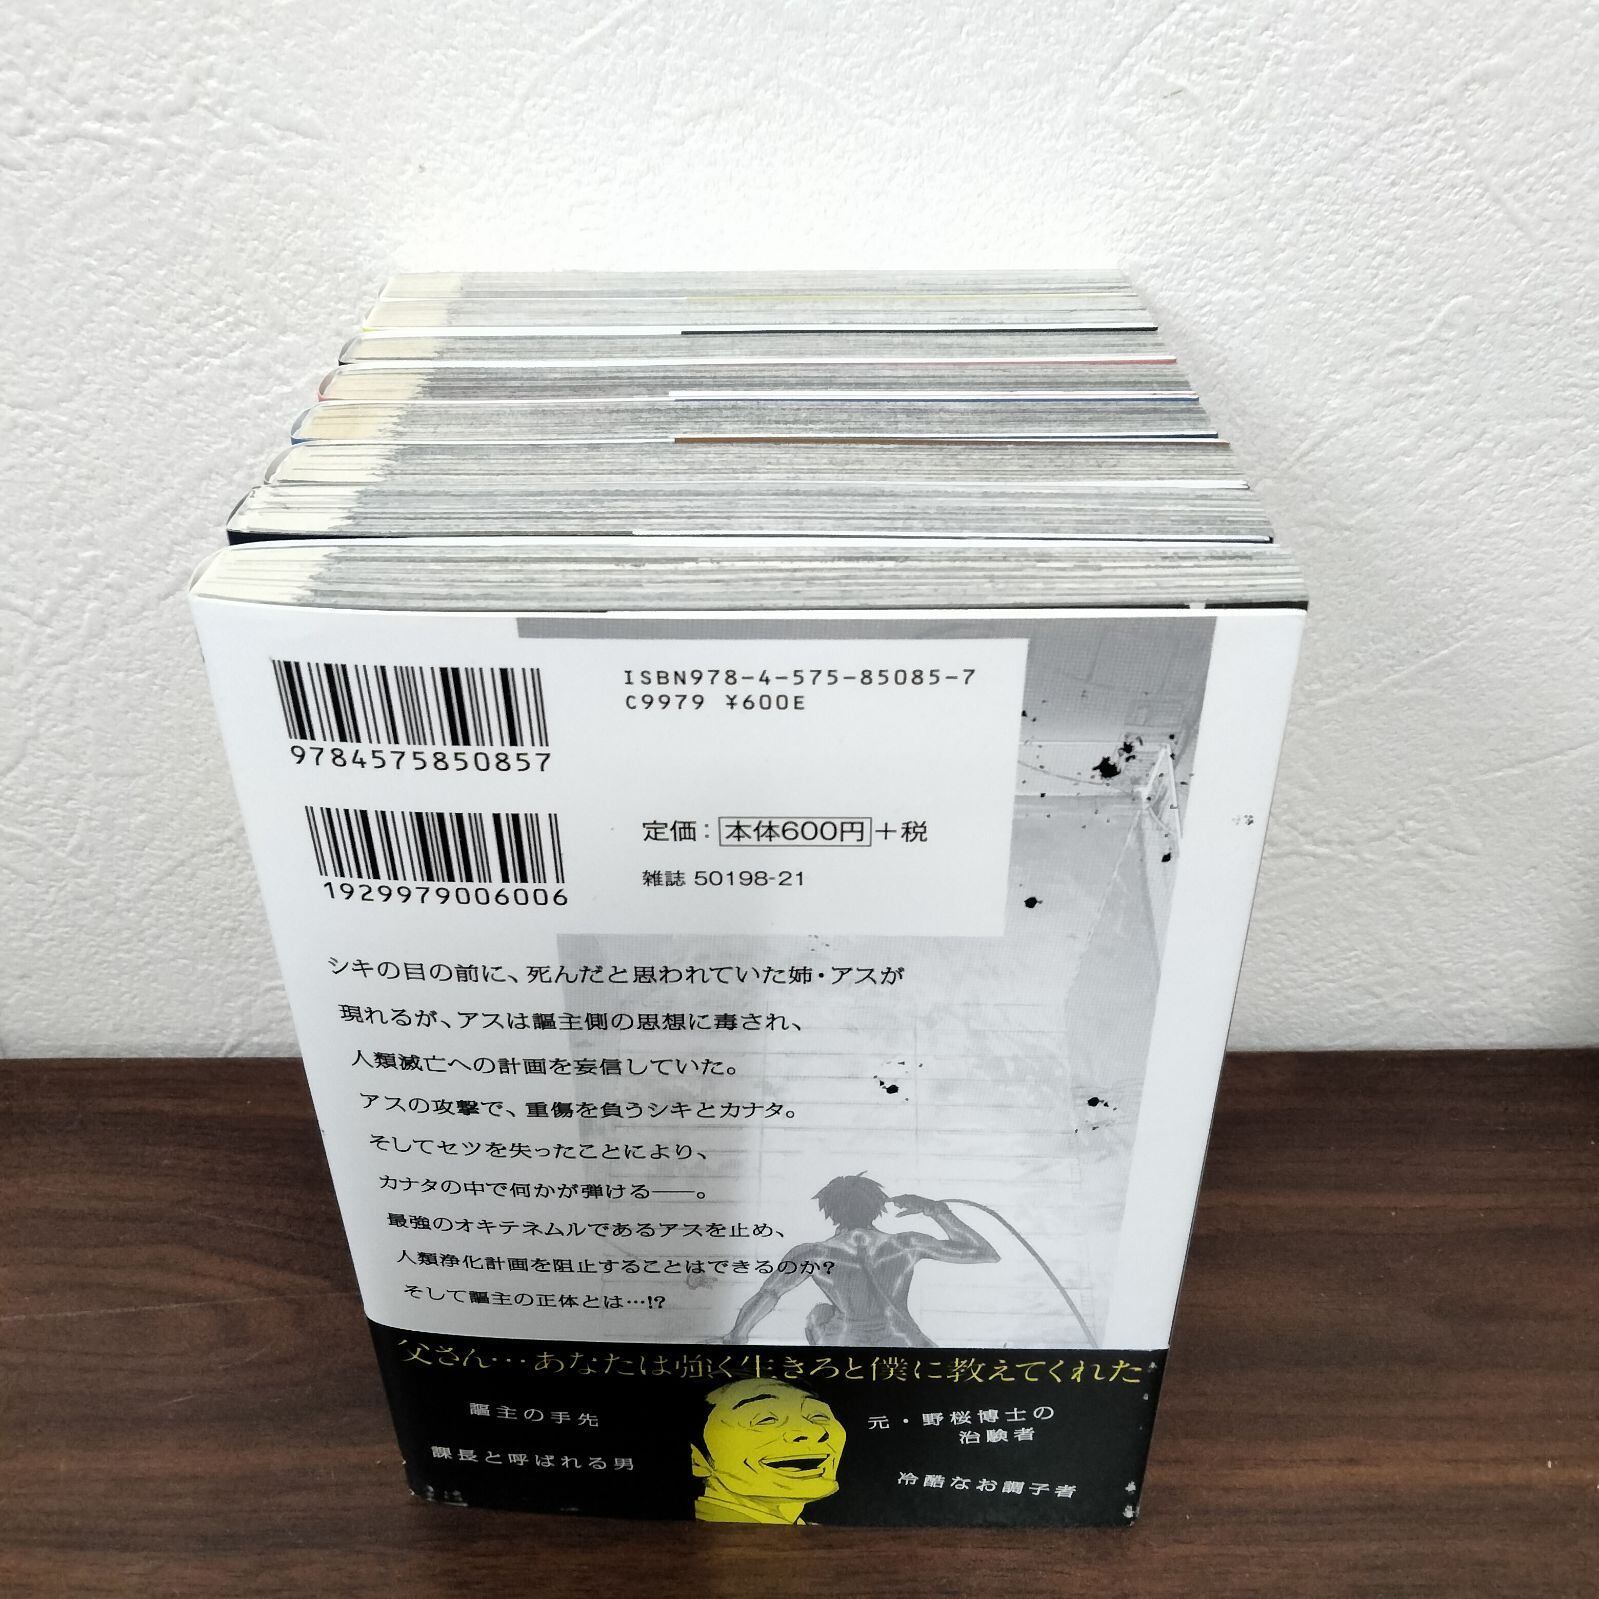 ISBN978-4-575-85085-7
C9979 ¥600E
9784575850857
定価：本体600円＋税
1929979006006
雑誌 50198-21
シキの目の前に、死んだと思われていた姉・アスが
現れるが、アスは謳主側の思想に毒され、
人類滅亡への計画を妄信していた。
アスの攻撃で、重傷を負うシキとカナタ。
そしてセツを失ったことにより、
カナタの中で何かが弾ける――。
最強のオキテネムルであるアスを止め、
人類浄化計画を阻止することはできるのか?
そして謳主の正体とは…!?
父さん…あなたは強く生きろと僕に教えてくれた
謳主の手先
課長と呼ばれる男
元・野桜博士の
治験者
冷酷なお調子者